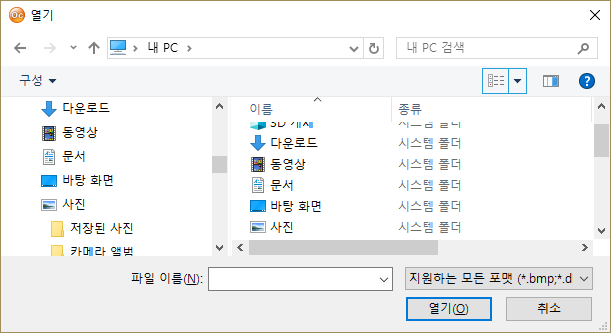 Oc 열기
내 PC
내 PC 검색
구성
?
다운로드
동영상
문서
바탕 화면
사진
저장된 사진
카메라 앨범
이름 종류
3D 개체 시스템 폴더
다운로드 시스템 폴더
동영상 시스템 폴더
문서 시스템 폴더
바탕 화면 시스템 폴더
사진 시스템 폴더
파일 이름(N):
지원하는 모든 포맷 (*.bmp;*.d
열기(O) 취소